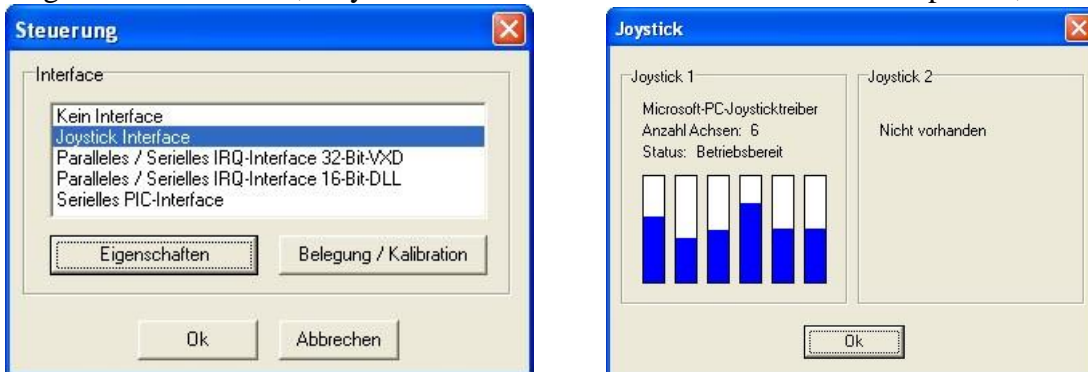 Steuerung
Interface
Kein Interface
Joystick Interface
Paralleles / Serielles IRQ-Interface 32-Bit-VXD
Paralleles / Serielles IRQ-Interface 16-Bit-DLL
Serielles PIC-Interface
Eigenschaften
Belegung / Kalibration
Ok
Abbrechen
Joystick
Joystick 1
Microsoft-PC-Joysticktreiber
Anzahl Achsen: 6
Status: Betriebsbereit
Joystick 2
Nicht vorhanden
Ok